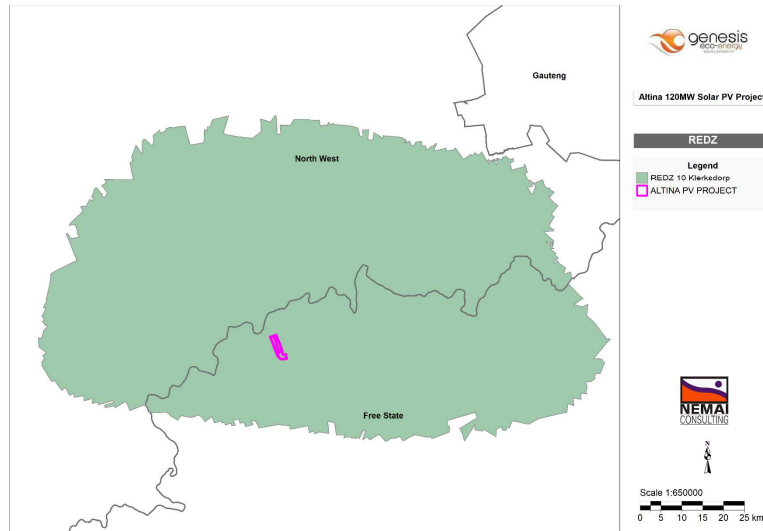 genesis
eco-energy
DEVELOPMENTS
Gauteng
Altina 120MW Solar PV Project
REDZ
North West
Legend
REDZ 10 Klerksdorp
ALTINA PV PROJECT
Free State
NEMAI
CONSULTING
N
Scale 1:650000
0 5 10 15 20 25 km